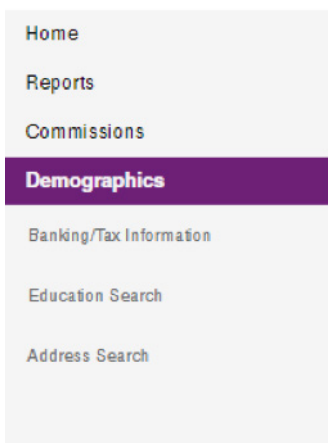 Home
Reports
Commissions
Demographics
Banking/Tax Information
Education Search
Address Search